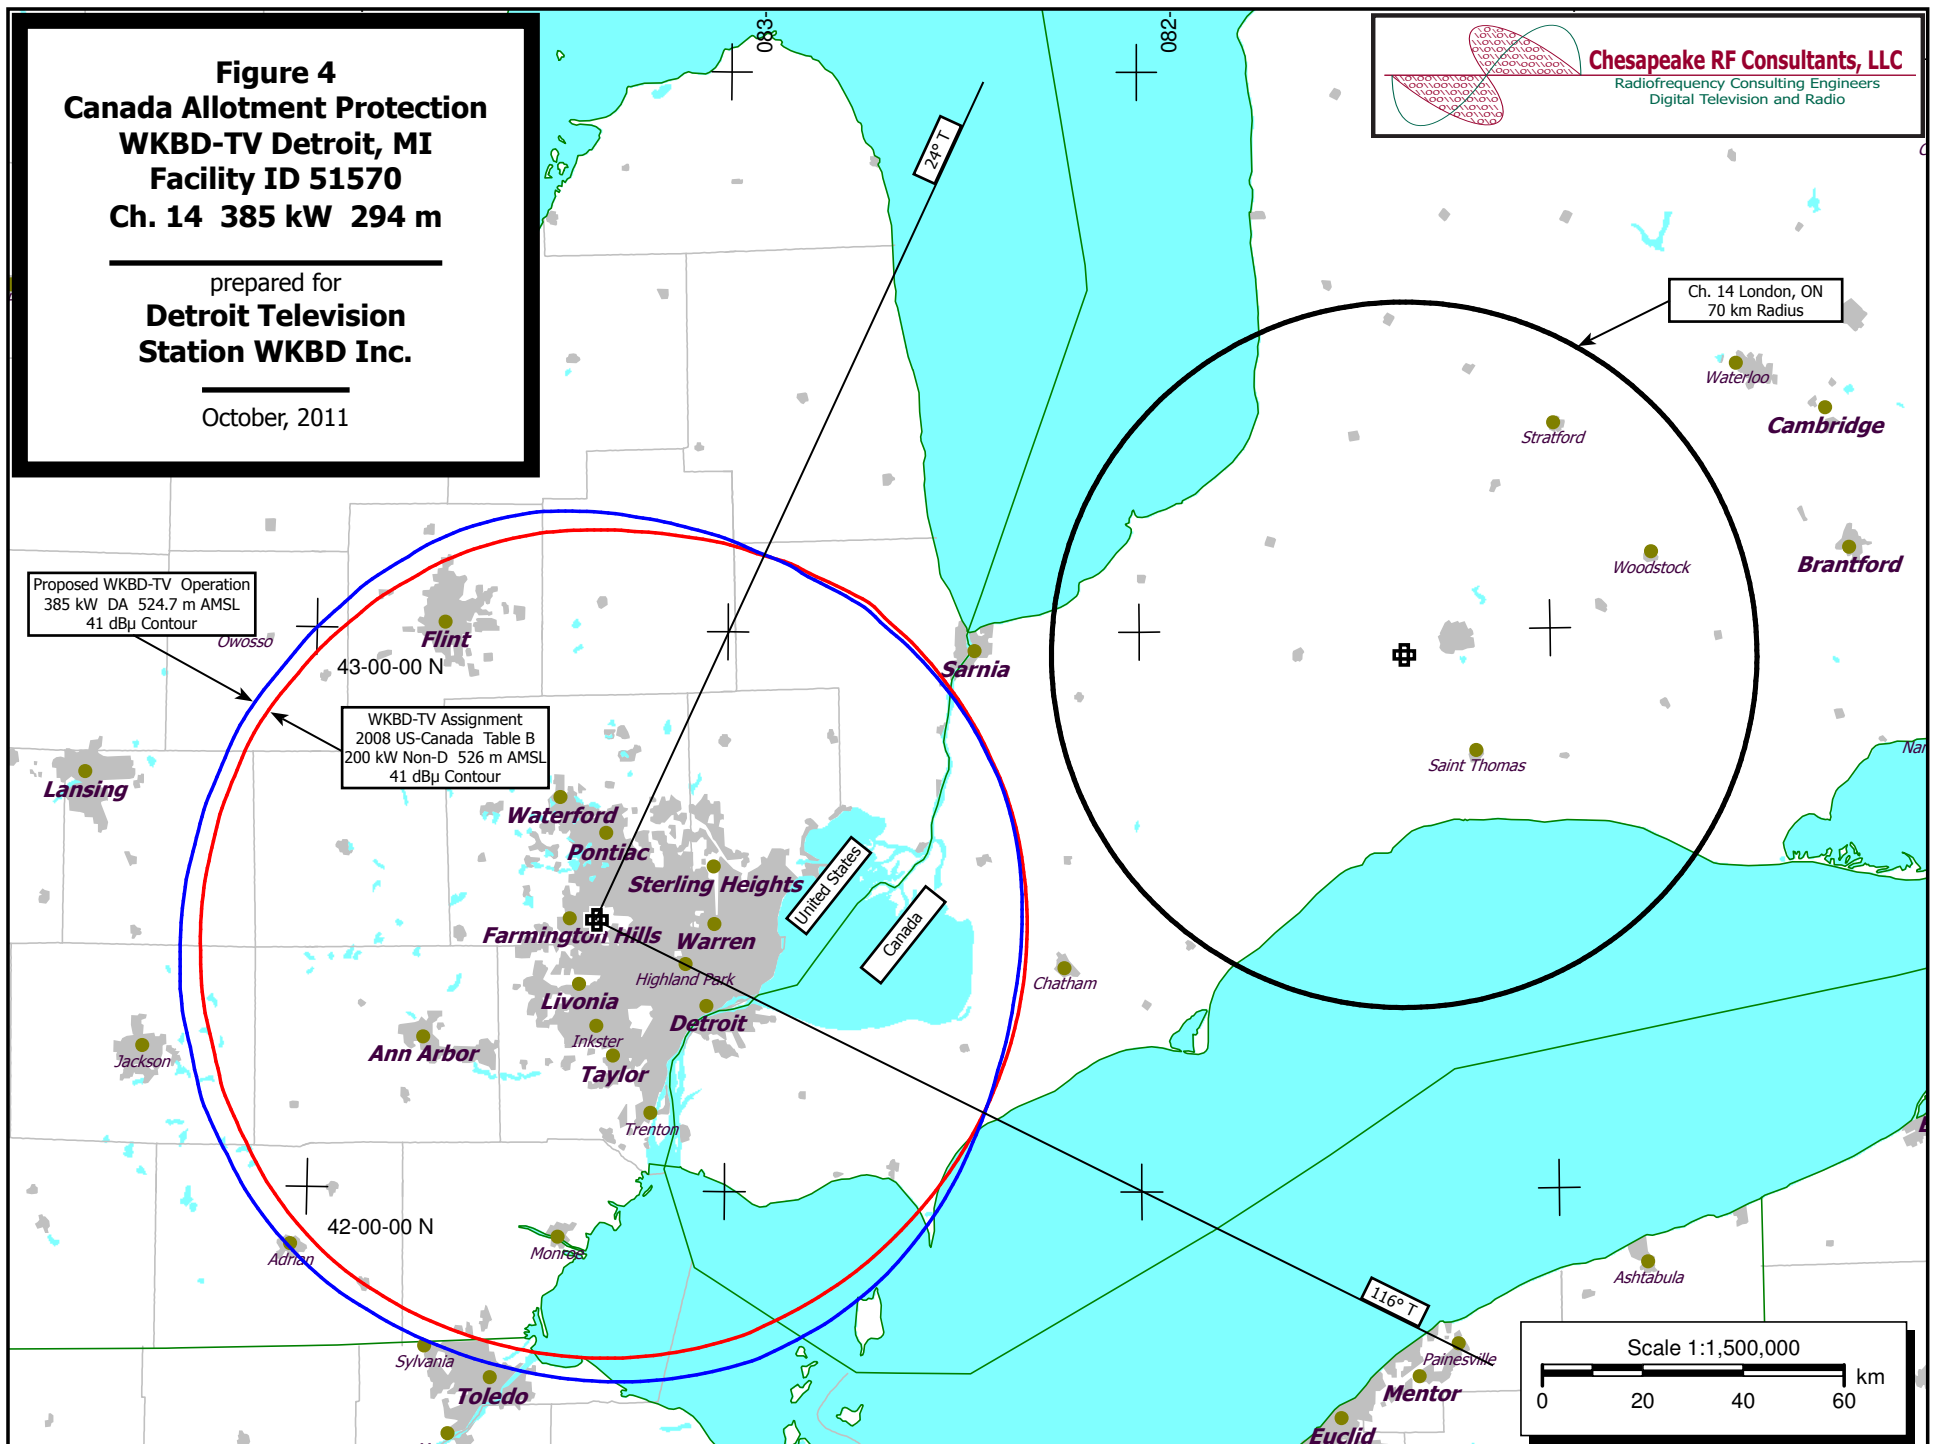 Figure 4
Canada Allotment Protection
WKBD-TV Detroit, MI
Facility ID 51570
Ch. 14  385 kW  294 m
prepared for
Detroit Television
Station WKBD Inc.
October, 2011
083-
082-
Chesapeake RF Consultants, LLC
Radiofrequency Consulting Engineers
Digital Television and Radio
24° T
Ch. 14 London, ON
70 km Radius
Waterloo
Cambridge
Stratford
Woodstock
Brantford
Proposed WKBD-TV  Operation
385 kW  DA  524.7 m AMSL
41 dBµ Contour
Owosso
Flint
43-00-00 N
Sarnia
WKBD-TV Assignment
2008 US-Canada  Table B
200 kW Non-D  526 m AMSL
41 dBµ Contour
Lansing
Saint Thomas
Waterford
Pontiac
Sterling Heights
United States
Canada
Farmington Hills
Warren
Highland Park
Chatham
Livonia
Detroit
Inkster
Ann Arbor
Jackson
Taylor
Trenton
42-00-00 N
Adrian
Monroe
Ashtabula
116° T
Sylvania
Toledo
Painesville
Mentor
Euclid
Scale 1:1,500,000
km
0 20 40 60